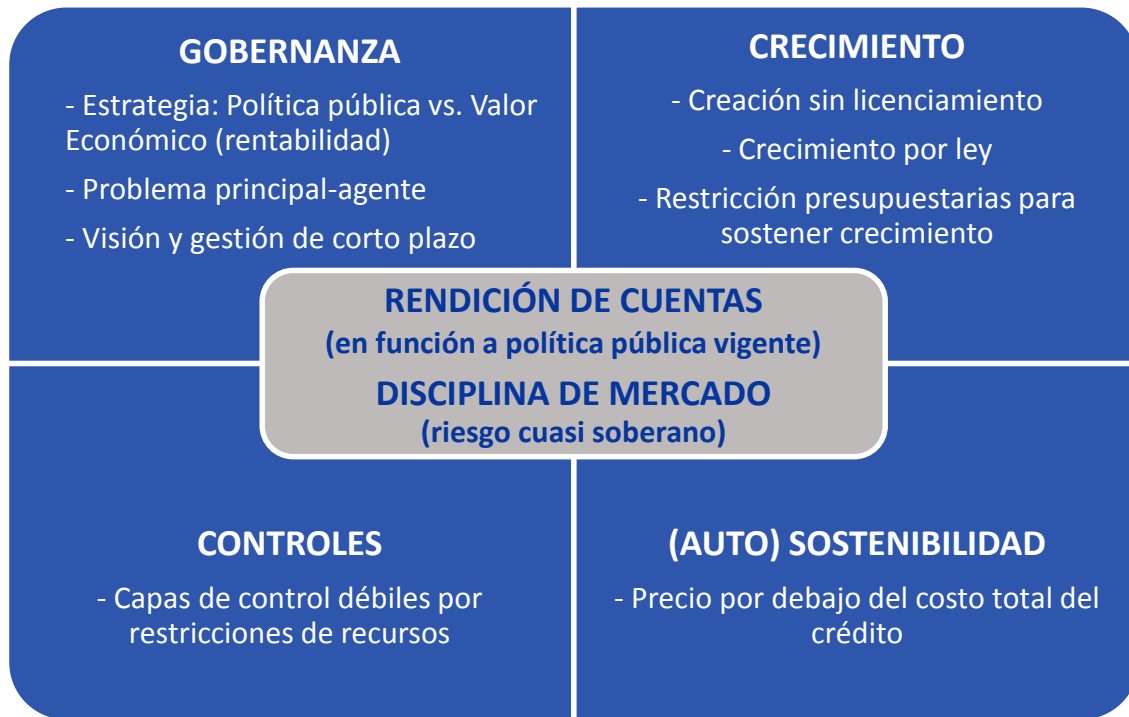 GOBERNANZA
- Estrategia: Política pública vs. Valor
Económico (rentabilidad)
- Problema principal-agente
- Visión y gestión de corto plazo
CRECIMIENTO
- Creación sin licenciamiento
- Crecimiento por ley
- Restricción presupuestarias para
sostener crecimiento
RENDICIÓN DE CUENTAS
(en función a política pública vigente)
DISCIPLINA DE MERCADO
(riesgo cuasi soberano)
CONTROLES
- Capas de control débiles por
restricciones de recursos
(AUTO) SOSTENIBILIDAD
- Precio por debajo del costo total del
crédito